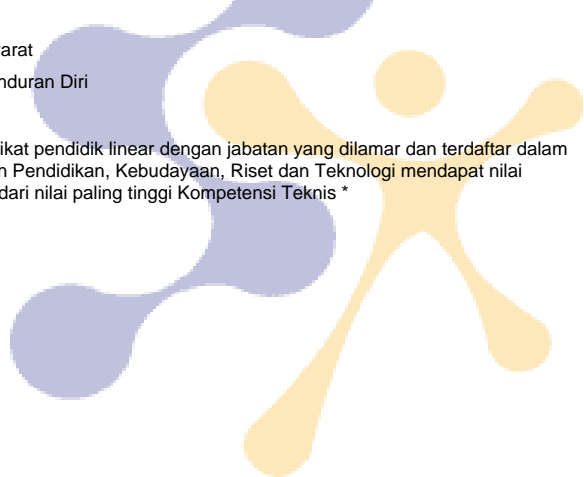 arat
nduran Diri
ikat pendidik linear dengan jabatan yang dilamar dan terdaftar dalam
n Pendidikan, Kebudayaan, Riset dan Teknologi mendapat nilai
dari nilai paling tinggi Kompetensi Teknis *